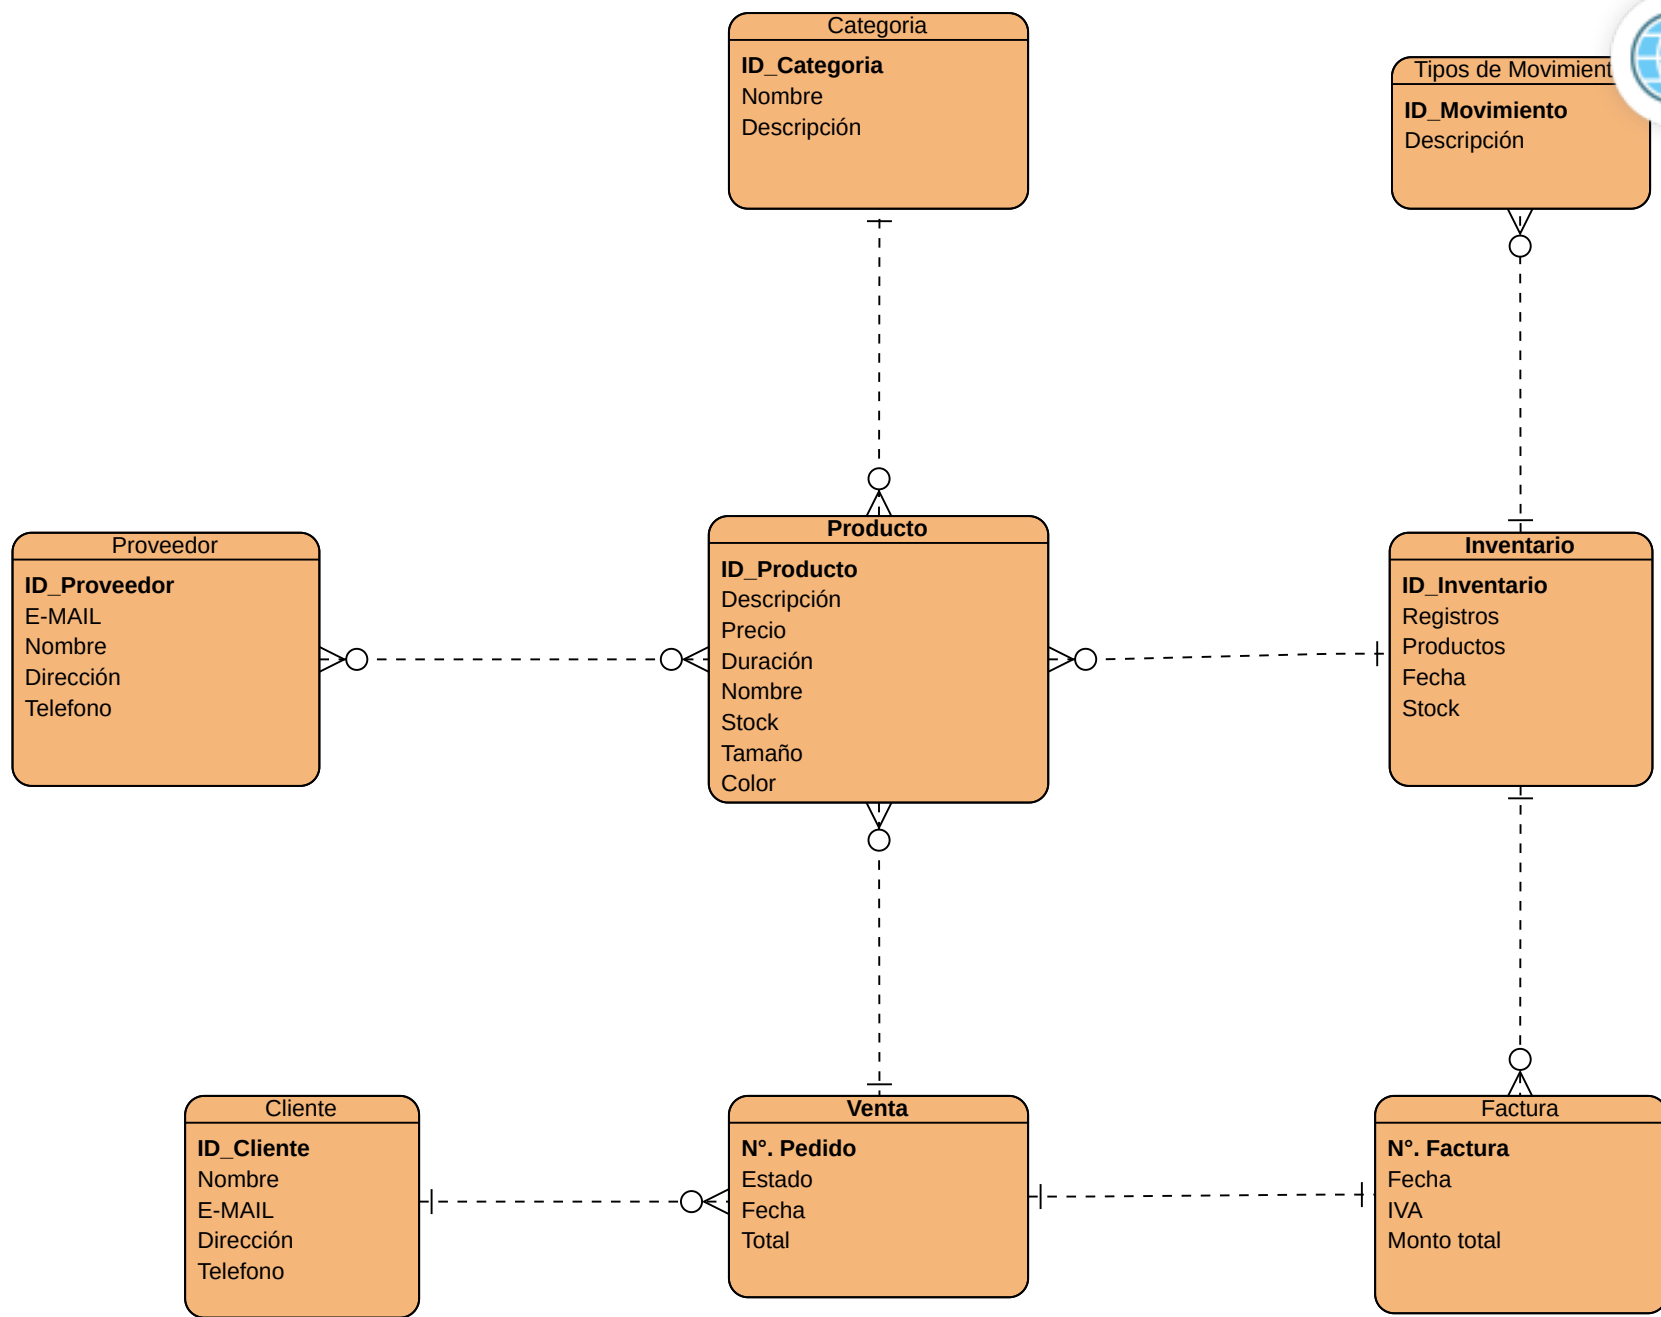 Categoria
ID_Categoria
Nombre
Descripción
Tipos de Movimient
ID_Movimiento
Descripción
Proveedor
ID_Proveedor
E-MAIL
Nombre
Dirección
Telefono
Producto
ID_Producto
Descripción
Precio
Duración
Nombre
Stock
Tamaño
Color
Inventario
ID_Inventario
Registros
Productos
Fecha
Stock
Cliente
ID_Cliente
Nombre
E-MAIL
Dirección
Telefono
Venta
N°. Pedido
Estado
Fecha
Total
Factura
N°. Factura
Fecha
IVA
Monto total